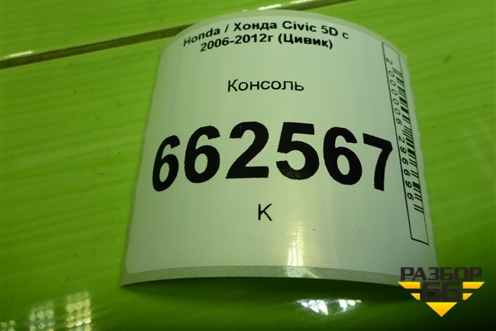 Honda / Хонда Civic 5D с
2006-2012г (Цивик)
Консоль
662567
К
РАЗБОР